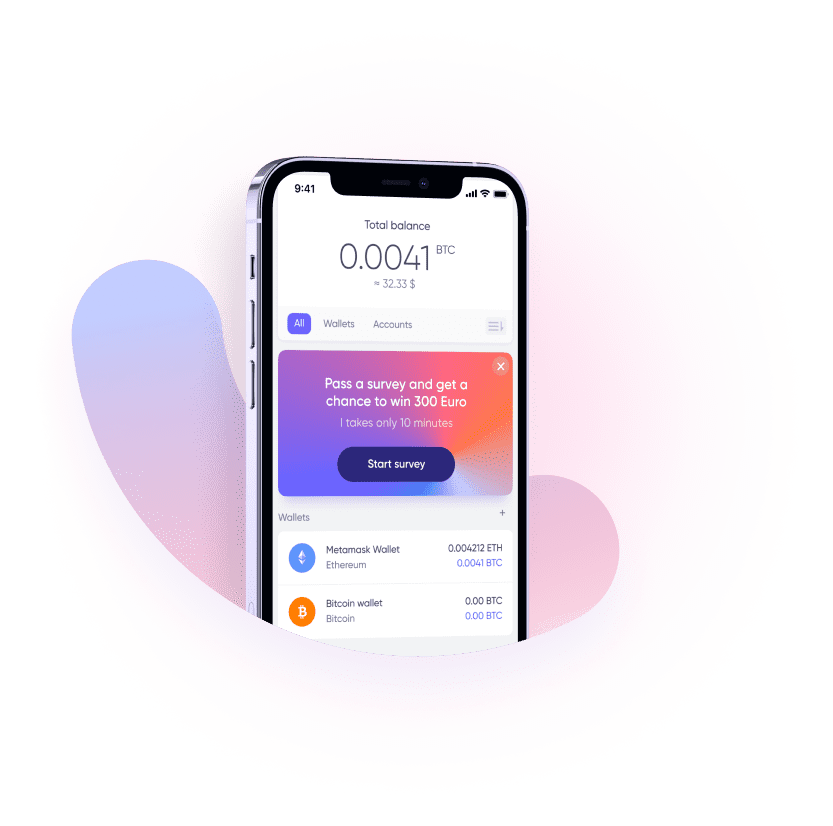 9:41
Total balance
0.0041 BTC
≈ 32.33 $
All Wallets Accounts
Pass a survey and get a
chance to win 300 Euro
I takes only 10 minutes
Start survey
Wallets +
Metamask Wallet 0.004212 ETH
Ethereum 0.0041 BTC
Bitcoin wallet 0.00 BTC
Bitcoin 0.00 BTC